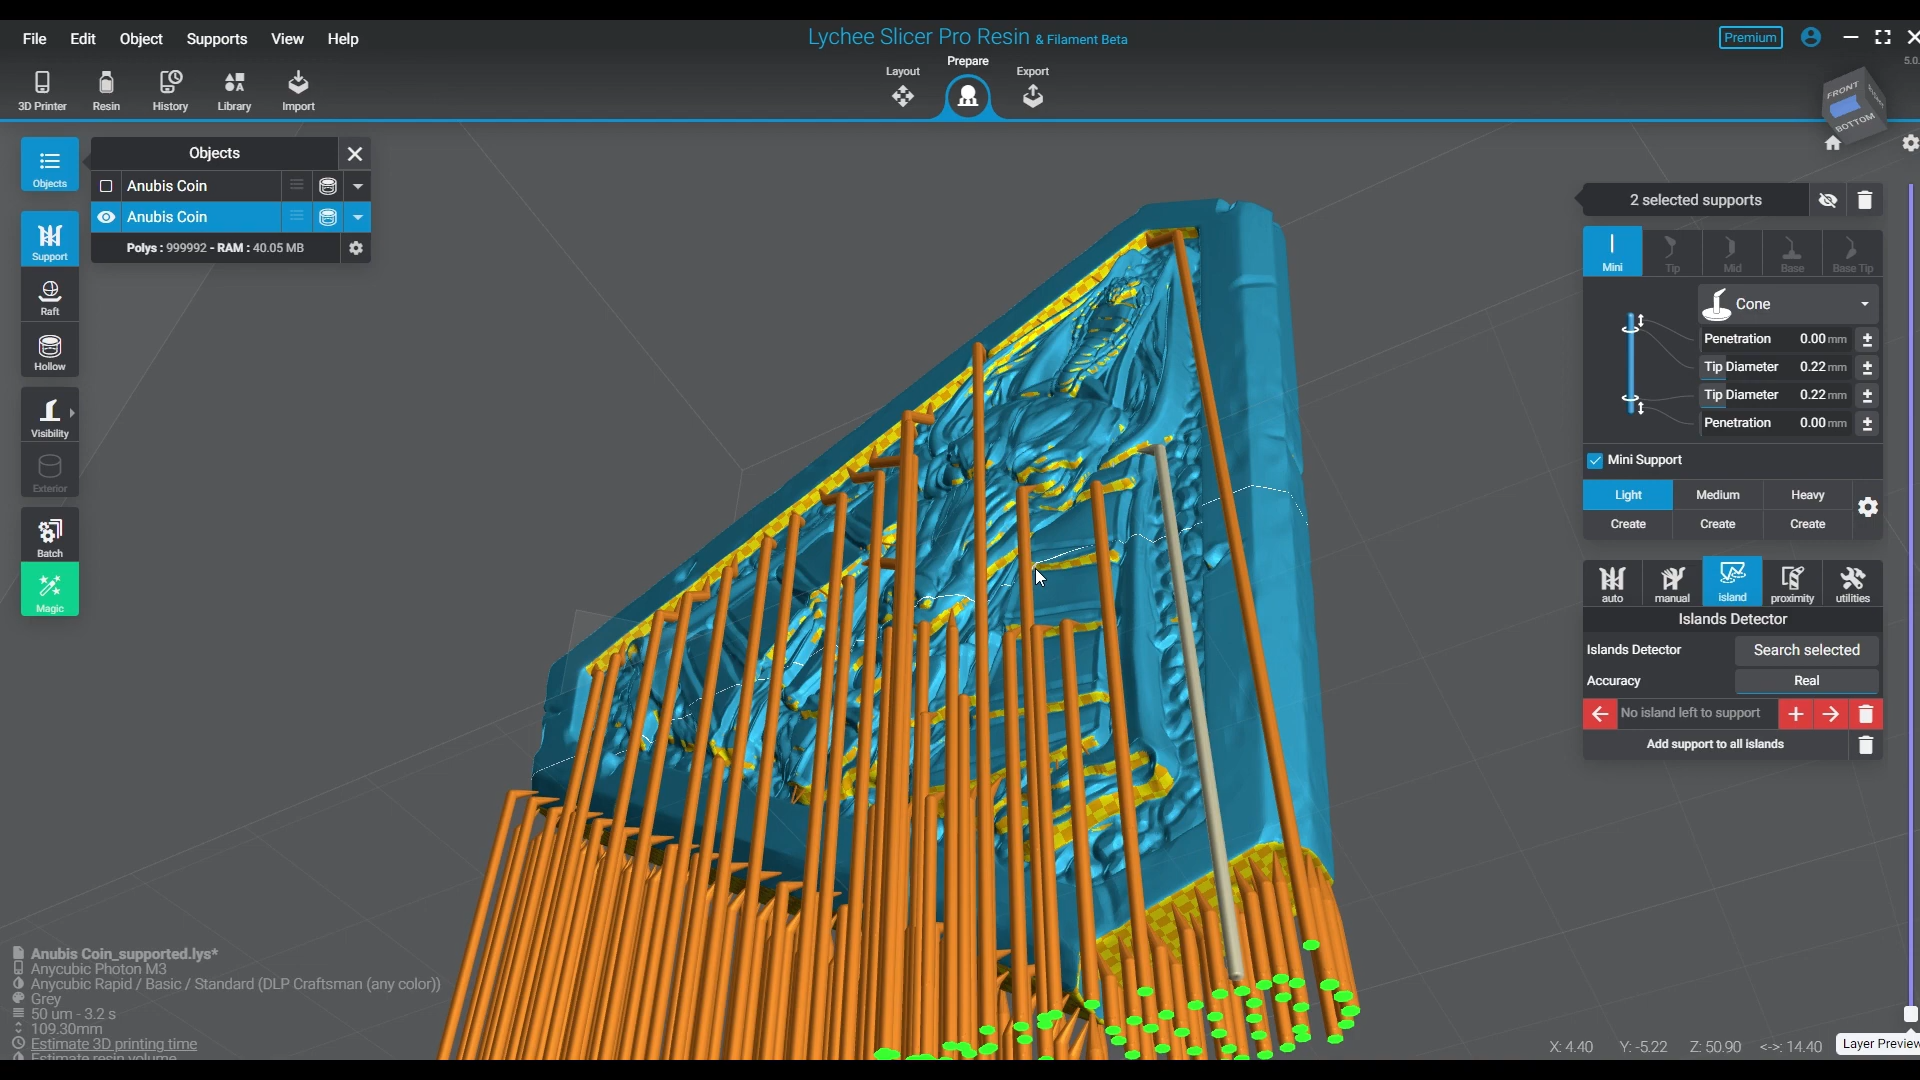 File Edit Object Supports View Help
Lychee Slicer Pro Resin & Filament Beta
Premium
5.0.
3D Printer Resin History Library Import
Layout Prepare Export
FRONT
BOTTOM
Objects
Objects
Anubis Coin
Anubis Coin
Polys : 999992 - RAM : 40.05 MB
Support
Raft
Hollow
Visibility
Exterior
Batch
Magic
2 selected supports
Mini Tip Mid Base Base Tip
Cone
Penetration 0.00 mm
Tip Diameter 0.22 mm
Tip Diameter 0.22 mm
Penetration 0.00 mm
Mini Support
Light Medium Heavy
Create Create Create
auto manual island proximity utilities
Islands Detector
Islands Detector Search selected
Accuracy Real
No island left to support
Add support to all islands
Anubis Coin_supported.lys*
Anycubic Photon M3
Anycubic Rapid / Basic / Standard (DLP Craftsman (any color))
Grey
50 um - 3.2 s
109.30mm
Estimate 3D printing time
Estimate resin volume
X: 4.40 Y: -5.22 Z: 50.90 <->: 14.40
Layer Preview